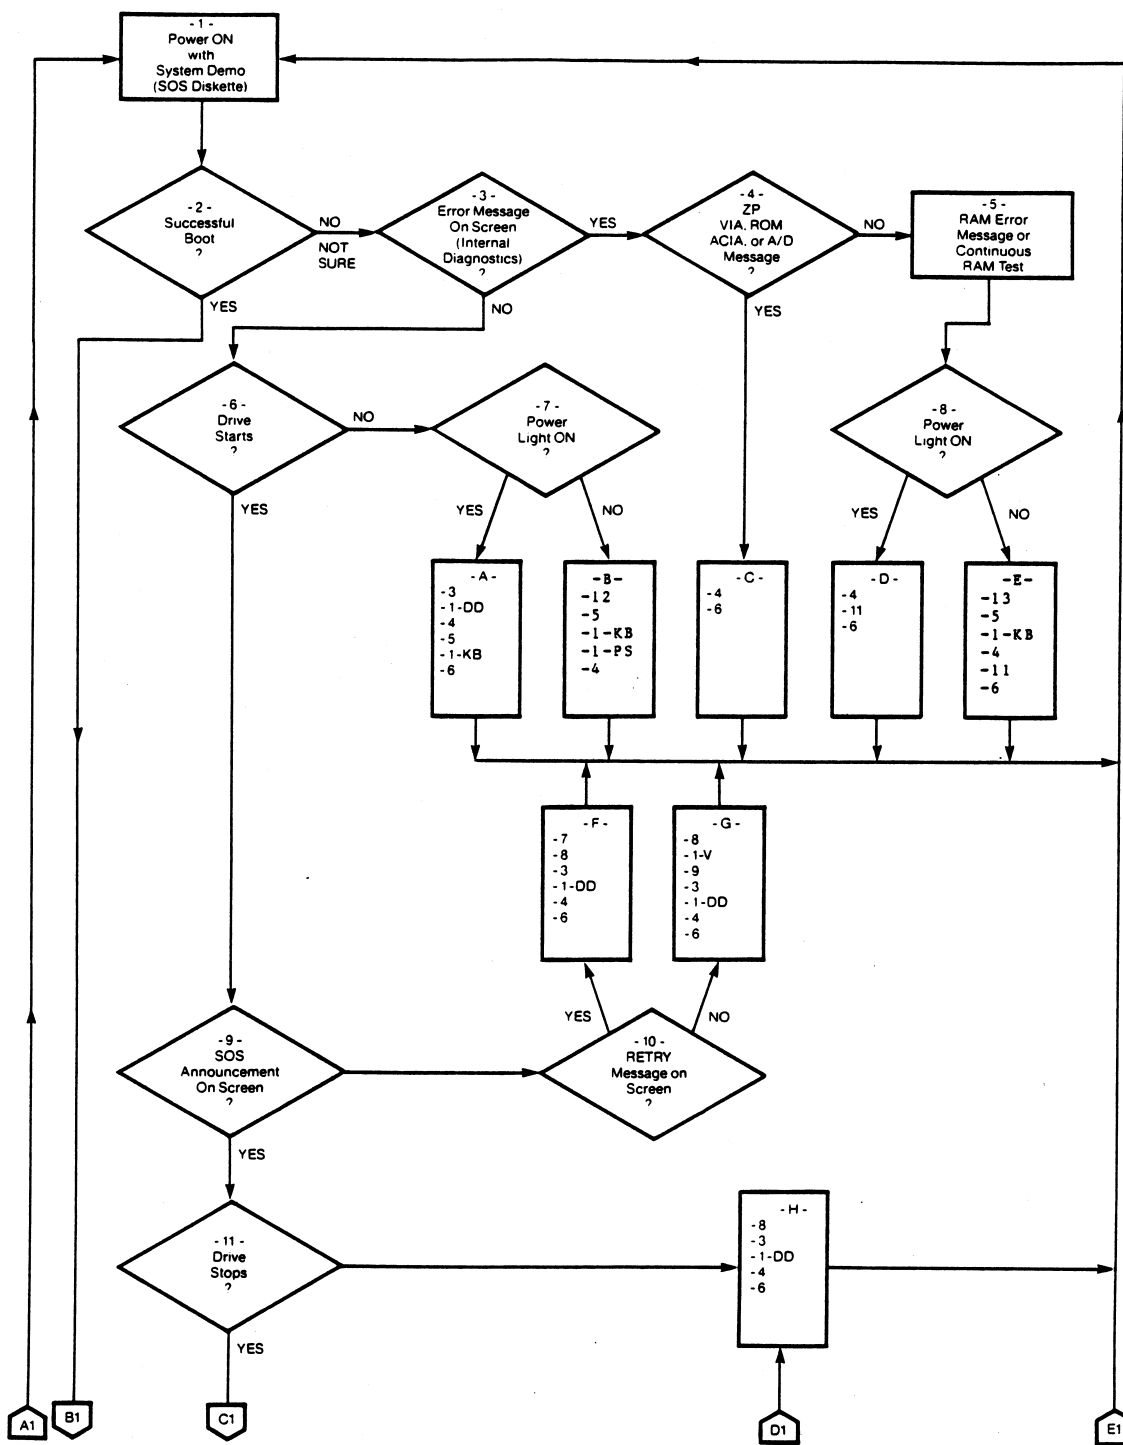 - 1 -
Power ON
with
System Demo
(SOS Diskette)
- 2 -
Successful
Boot
?
NO
NOT
SURE
YES
- 3 -
Error Message
On Screen
(Internal
Diagnostics)
?
YES
NO
- 4 -
ZP
VIA, ROM
ACIA, or A/D
Message
?
NO
YES
- 5 -
RAM Error
Message or
Continuous
RAM Test
- 6 -
Drive
Starts
?
NO
YES
- 7 -
Power
Light ON
?
YES
NO
- 8 -
Power
Light ON
?
YES
NO
- A -
- 3
- 1-DD
- 4
- 5
- 1-KB
- 6
-B-
-12
-5
-1-KB
-1-PS
-4
- C -
- 4
- 6
- D -
- 4
- 11
- 6
-E-
-13
-5
-1-KB
-4
-11
-6
- F -
- 7
- 8
- 3
- 1-DD
- 4
- 6
- G -
- 8
- 1-V
- 9
- 3
- 1-DD
- 4
- 6
YES
NO
- 9 -
SOS
Announcement
On Screen
?
YES
- 10 -
RETRY
Message on
Screen
?
- 11 -
Drive
Stops
?
YES
- H -
- 8
- 3
- 1-DD
- 4
- 6
A1
B1
C1
D1
E1